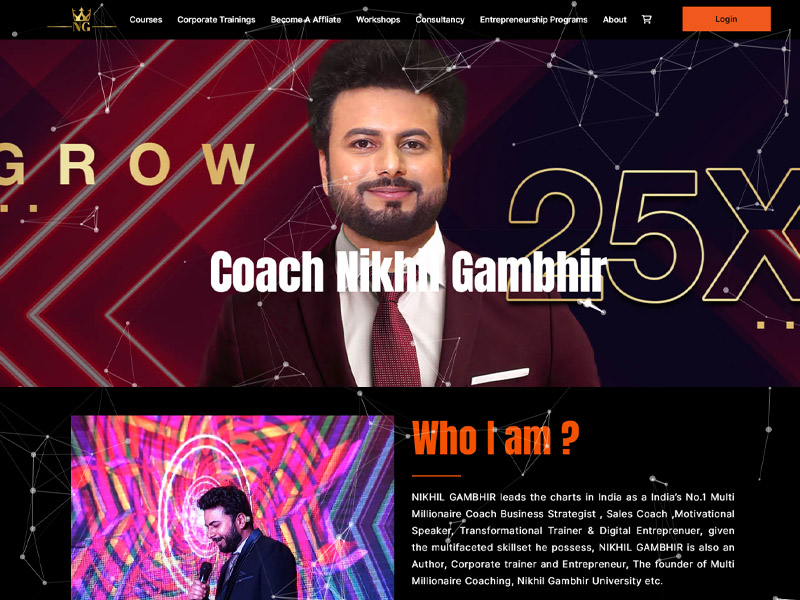 NG
Courses Corporate Trainings Become A Affliate Workshops Consultancy Entrepreneurship Programs About Login
GROW
25X
Coach Nikhil Gambhir
Who I am ?
NIKHIL GAMBHIR leads the charts in India as a India's No.1 Multi
Millionaire Coach Business Strategist , Sales Coach ,Motivational
Speaker, Transformational Trainer & Digital Entreprenuer, given
the multifaceted skillset he possess, NIKHIL GAMBHIR is also an
Author, Corporate trainer and Entrepreneur, The founder of Multi
Millionaire Coaching, Nikhil Gambhir University etc.